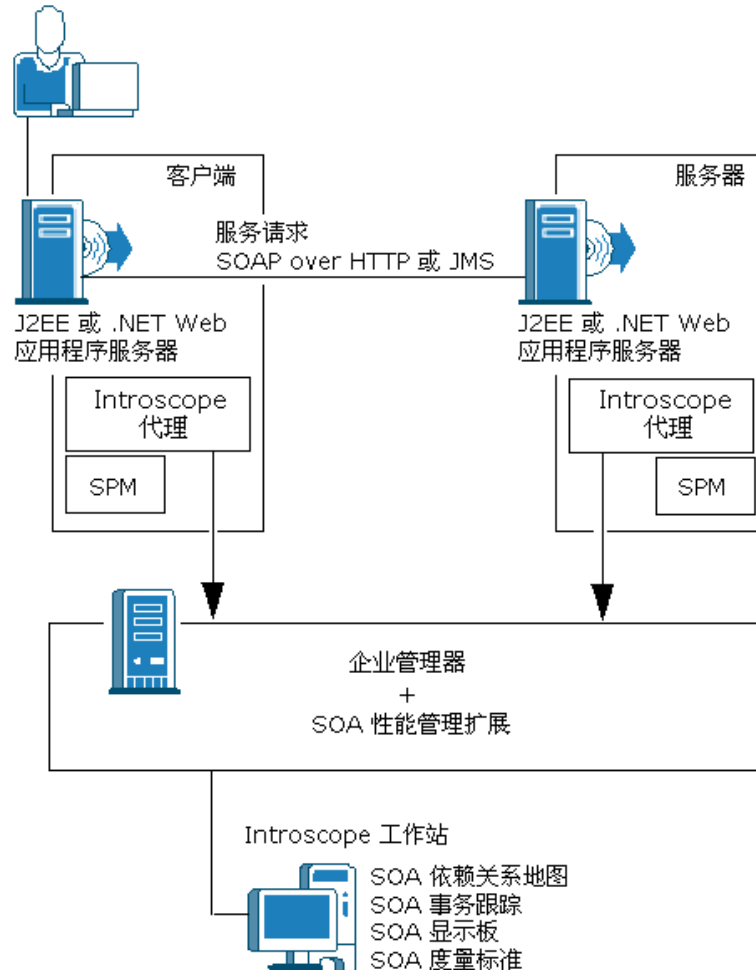 客户端
服务器
服务请求
SOAP over HTTP 或 JMS
J2EE 或 .NET Web
应用程序服务器
J2EE 或 .NET Web
应用程序服务器
Introscope
代理
SPM
Introscope
代理
SPM
企业管理器
+
SOA 性能管理扩展
Introscope 工作站
SOA 依赖关系地图
SOA 事务跟踪
SOA 显示板
SOA 度量标准